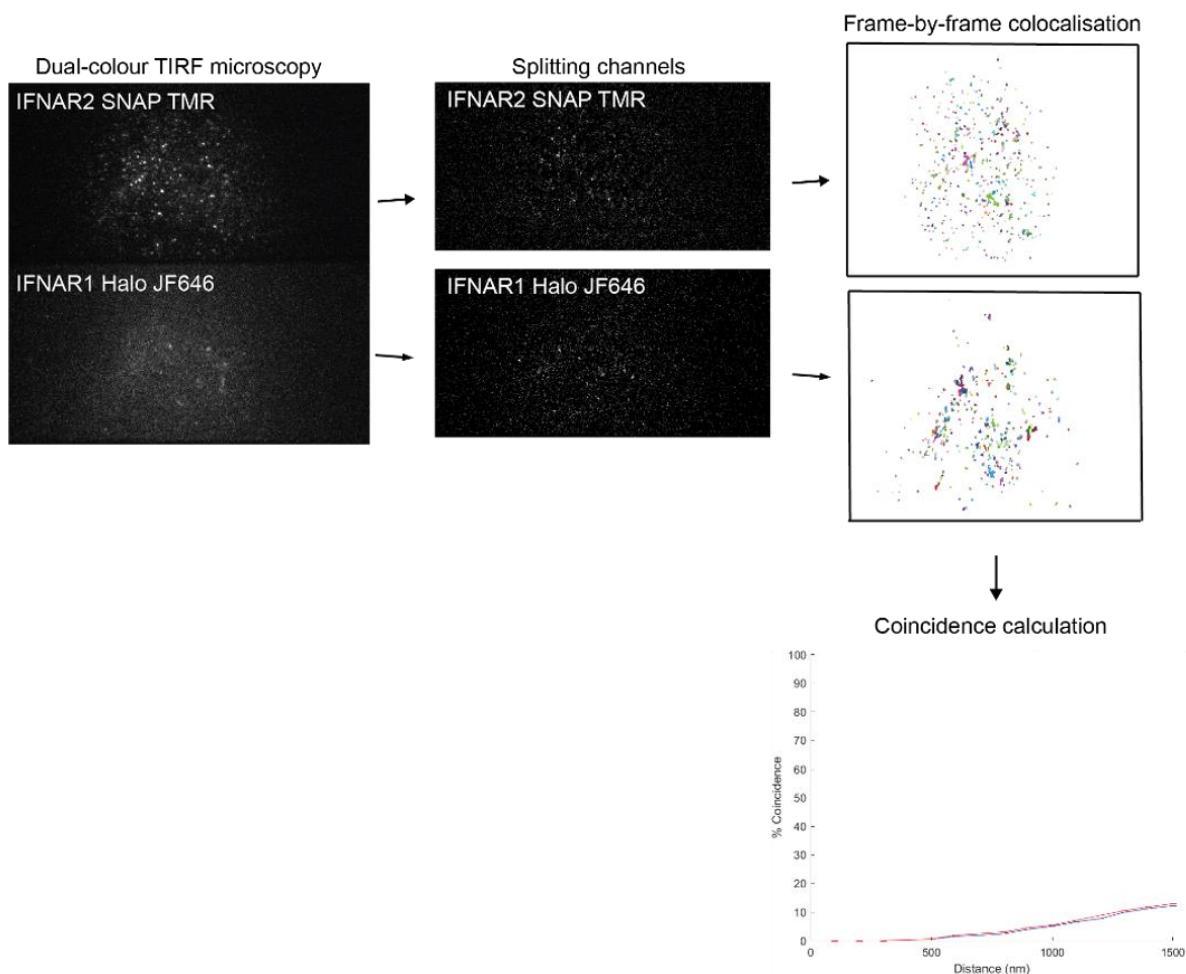 Frame-by-frame colocalisation
Dual-colour TIRF microscopy
Splitting channels
IFNAR2 SNAP TMR
IFNAR2 SNAP TMR
IFNAR1 Halo JF646
IFNAR1 Halo JF646
Coincidence calculation
100
90
80
70
60
50
40
30
20
10
0
% Coincidence
0 500 1000 1500
Distance (nm)